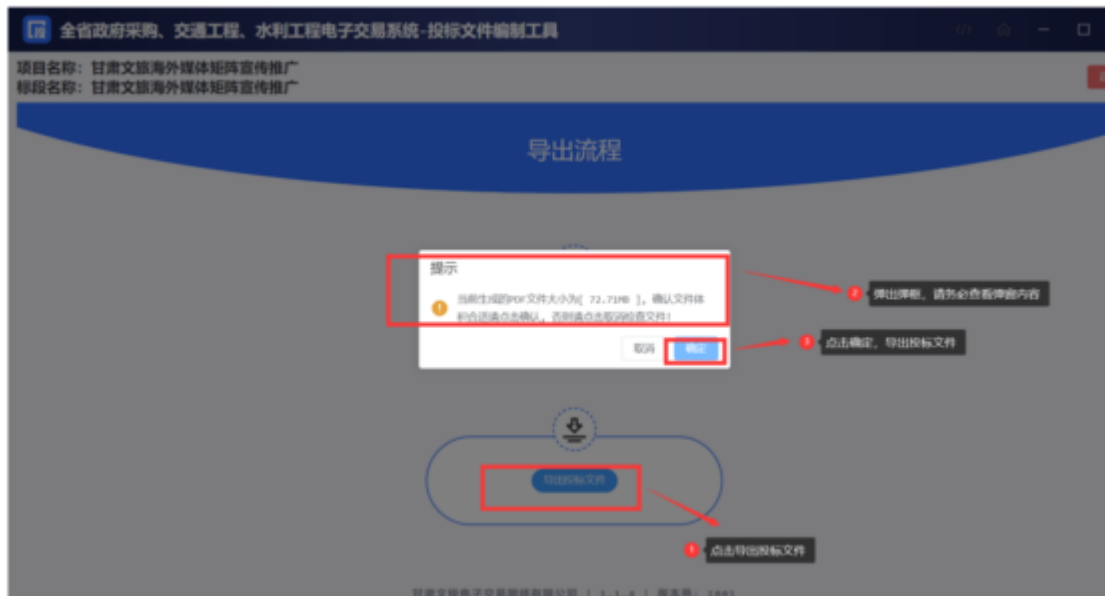 全省政府采购、交通工程、水利工程电子交易系统-投标文件编制工具
项目名称：甘肃文旅海外媒体矩阵宣传推广
标段名称：甘肃文旅海外媒体矩阵宣传推广
导出流程
提示
当前生成的PDF文件大小为[ 72.71MB ]，确认文件体
积合适请点击确认，否则请点击取消检查文件！
取消 确定
2 弹出弹框，请务必查看弹窗内容
3 点击确定，导出投标文件
导出投标文件
1 点击导出投标文件